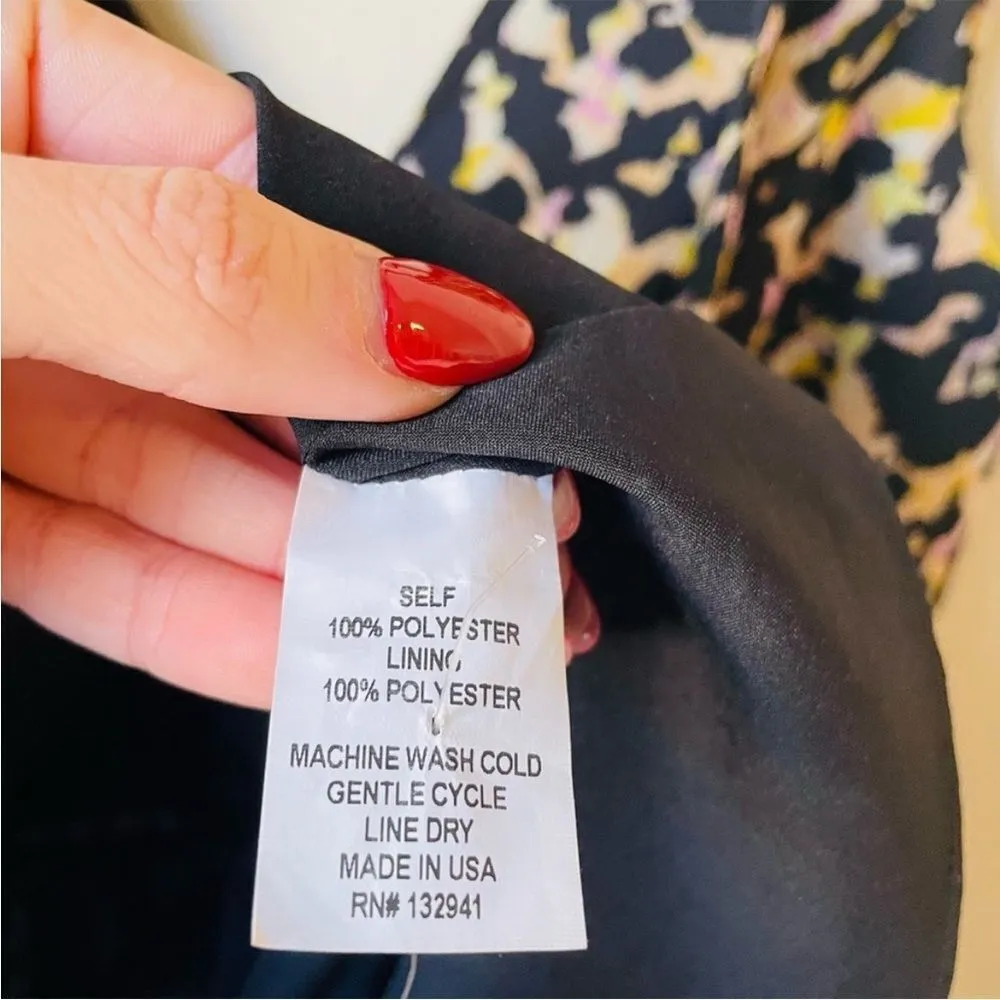 SELF
100% POLYESTER
LINING
100% POLYESTER
L
MACHINE WASH COLD
GENTLE CYCLE
LINE DRY
MADE IN USA
RN# 132941